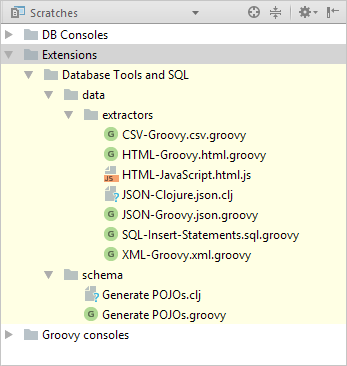 Scratches
DB Consoles
Extensions
Database Tools and SQL
data
extractors
CSV-Groovy.csv.groovy
HTML-Groovy.html.groovy
HTML-JavaScript.html.js
JSON-Clojure.json.clj
JSON-Groovy.json.groovy
SQL-Insert-Statements.sql.groovy
XML-Groovy.xml.groovy
schema
Generate POJOs.clj
Generate POJOs.groovy
Groovy consoles